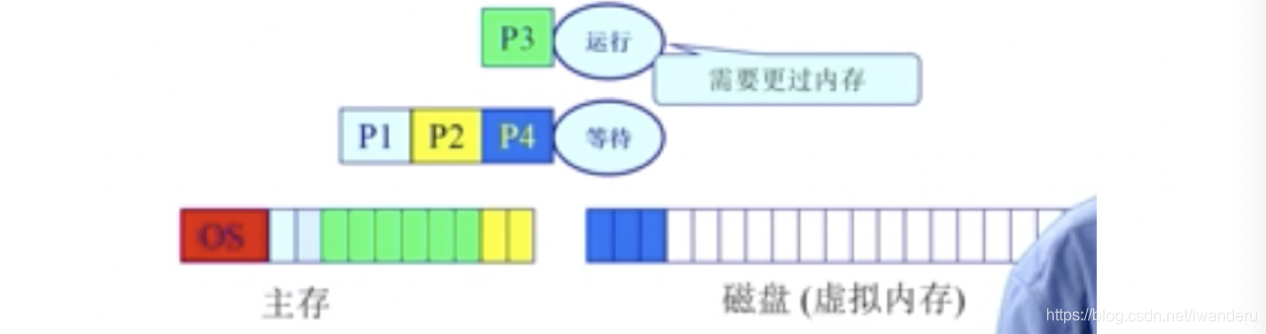 P3 运行
需要更过内存
P1 P2 P4 等待
OS
主存 磁盘 (虚拟内存)
https://blog.csdn.net/iwanderu